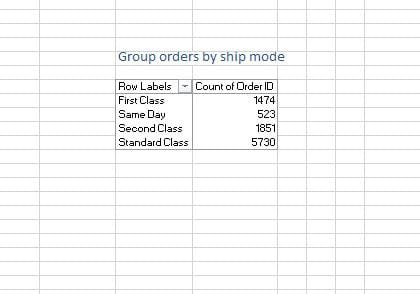 Group orders by ship mode
Row Labels Count of Order ID
First Class 1474
Same Day 523
Second Class 1851
Standard Class 5730